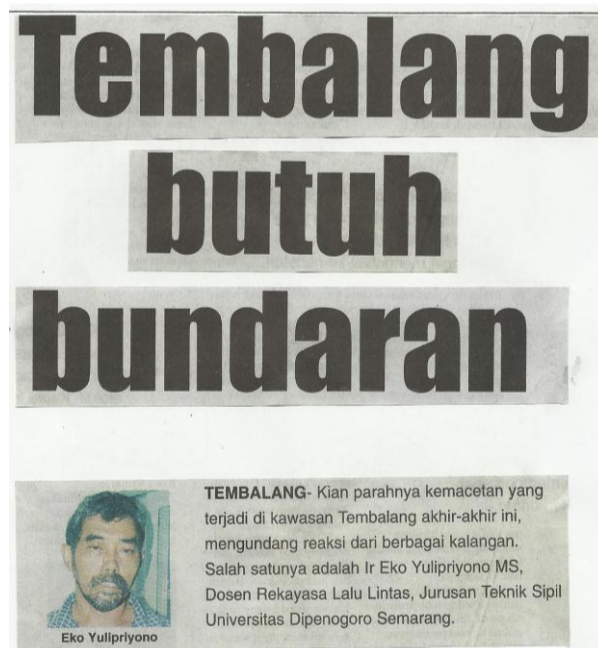 Tembalang
butuh
bundaran
TEMBALANG- Kian parahnya kemacetan yang
terjadi di kawasan Tembalang akhir-akhir ini,
mengundang reaksi dari berbagai kalangan.
Salah satunya adalah Ir Eko Yulipriyono MS,
Dosen Rekayasa Lalu Lintas, Jurusan Teknik Sipil
Universitas Dipenogoro Semarang.
Eko Yulipriyono